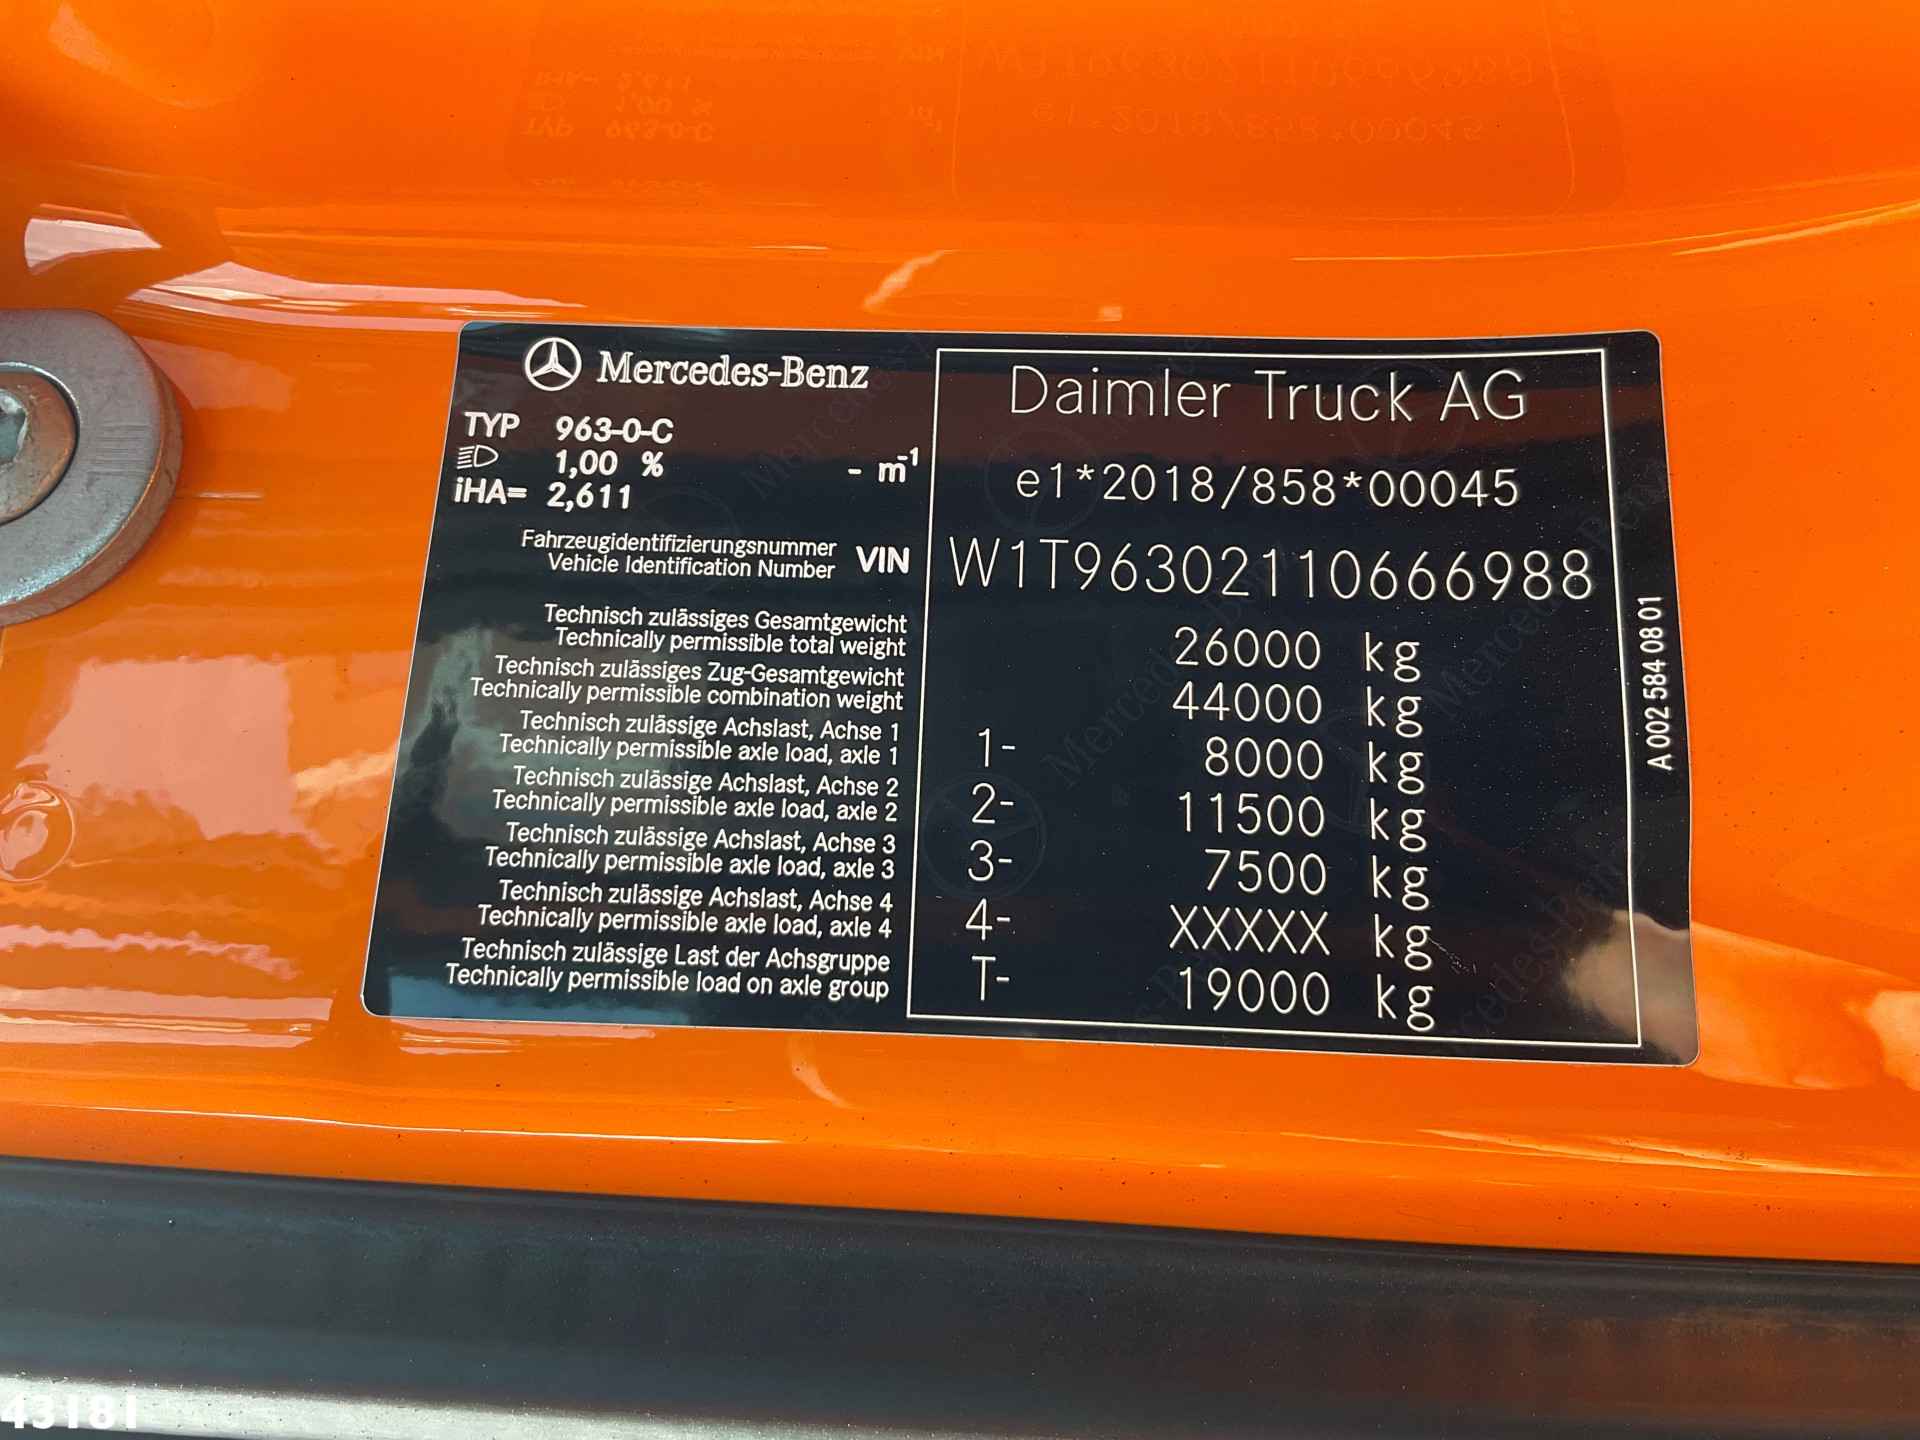 Mercedes-Benz
TYP 963-0-C
1,00 % - m-1
iHA= 2,611
Fahrzeugidentifizierungsnummer
Vehicle Identification Number
VIN
Technisch zulässiges Gesamtgewicht
Technically permissible total weight
Technisch zulässiges Zug-Gesamtgewicht
Technically permissible combination weight
Technisch zulässige Achslast, Achse 1
Technically permissible axle load, axle 1
Technisch zulässige Achslast, Achse 2
Technically permissible axle load, axle 2
Technisch zulässige Achslast, Achse 3
Technically permissible axle load, axle 3
Technisch zulässige Achslast, Achse 4
Technically permissible axle load, axle 4
Technisch zulässige Last der Achsgruppe
Technically permissible load on axle group
Daimler Truck AG
e1*2018/858*00045
W1T96302110666988
26000 kg
44000 kg
1- 8000 kg
2- 11500 kg
3- 7500 kg
4- XXXXX kg
T- 19000 kg
A 002 584 08 01
43181